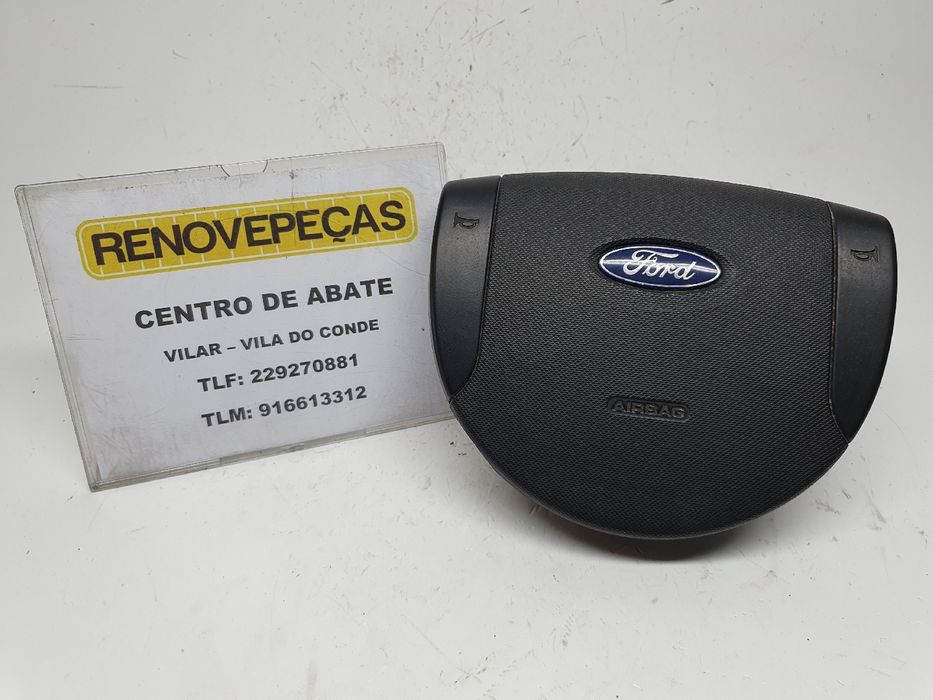 RENOVEPEÇAS
CENTRO DE ABATE
VILAR – VILA DO CONDE
TLF: 229270881
TLM: 916613312
Ford
AIRBAG